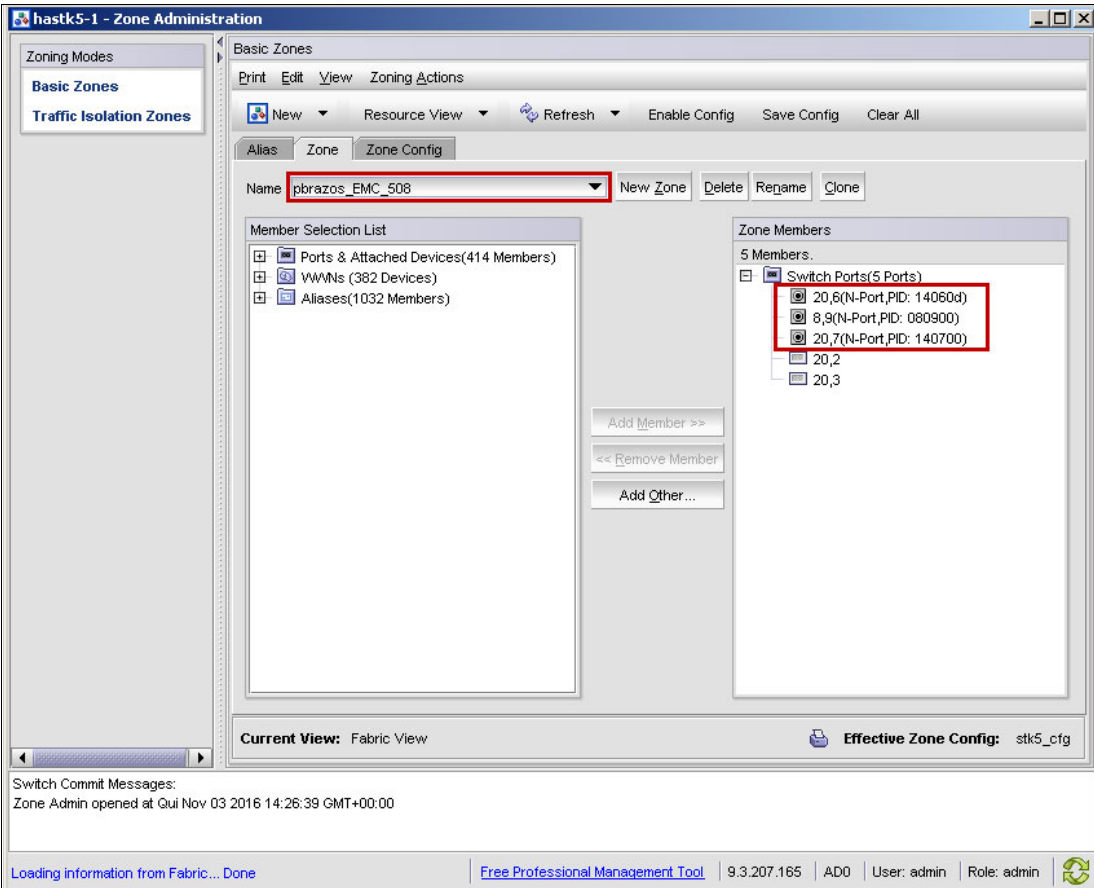 hastk5-1 - Zone Administration
Zoning Modes
Basic Zones
Traffic Isolation Zones
Basic Zones
Print Edit View Zoning Actions
New Resource View Refresh Enable Config Save Config Clear All
Alias Zone Zone Config
Name pbrazos_EMC_508 New Zone Delete Rename Clone
Member Selection List
Ports & Attached Devices(414 Members)
WWNs (382 Devices)
Aliases(1032 Members)
Add Member >>
<< Remove Member
Add Other...
Zone Members
5 Members.
Switch Ports(5 Ports)
20,6(N-Port,PID: 14060d)
8,9(N-Port,PID: 080900)
20,7(N-Port,PID: 140700)
20,2
20,3
Current View: Fabric View Effective Zone Config: stk5_cfg
Switch Commit Messages:
Zone Admin opened at Qui Nov 03 2016 14:26:39 GMT+00:00
Loading information from Fabric... Done Free Professional Management Tool 9.3.207.165 AD0 User: admin Role: admin